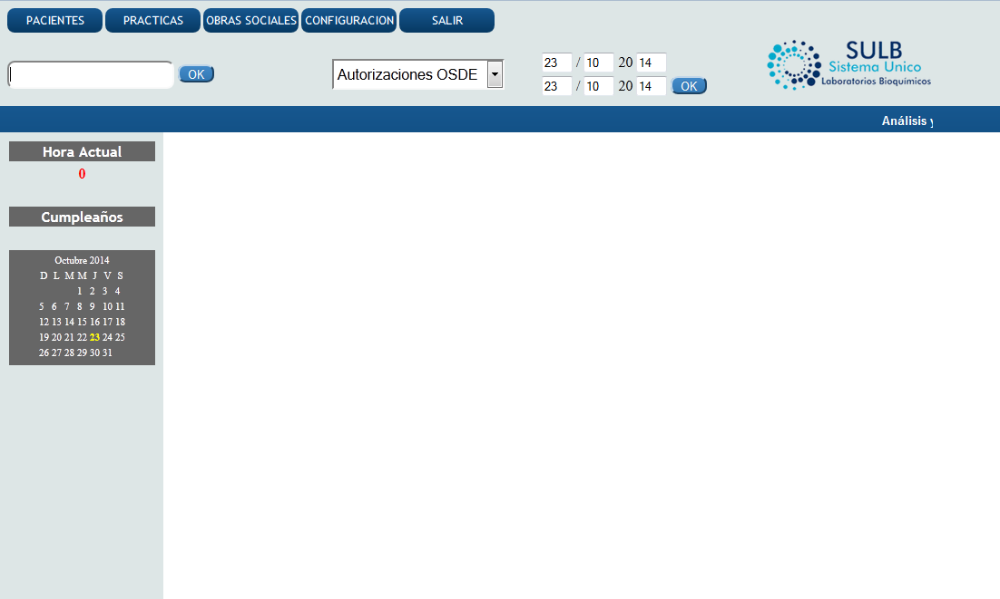 PACIENTES PRACTICAS OBRAS SOCIALES CONFIGURACION SALIR
OK
Autorizaciones OSDE
23 / 10 20 14
23 / 10 20 14 OK
SULB
Sistema Unico
Laboratorios Bioquímicos
Análisis y
Hora Actual
0
Cumpleaños
Octubre 2014
D L M M J V S
1 2 3 4
5 6 7 8 9 10 11
12 13 14 15 16 17 18
19 20 21 22 23 24 25
26 27 28 29 30 31